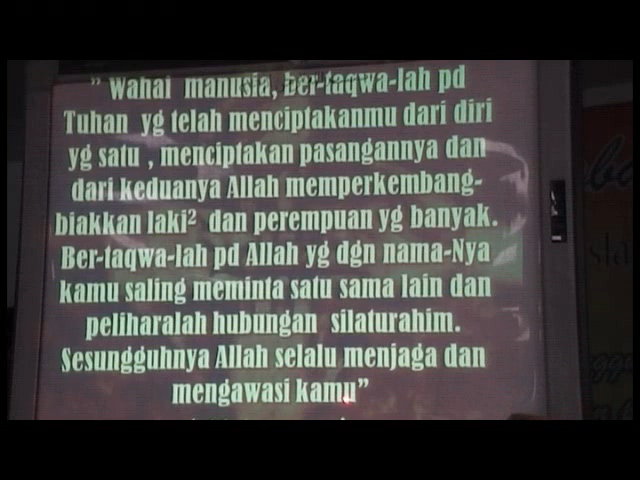 " Wahai manusia, ber-taqwa-lah pd
Tuhan yg telah menciptakanmu dari diri
yg satu , menciptakan pasangannya dan
dari keduanya Allah memperkembang-
biakkan laki² dan perempuan yg banyak.
Ber-taqwa-lah pd Allah yg dgn nama-Nya
kamu saling meminta satu sama lain dan
peliharalah hubungan silaturahim.
Sesungguhnya Allah selalu menjaga dan
mengawasi kamu"